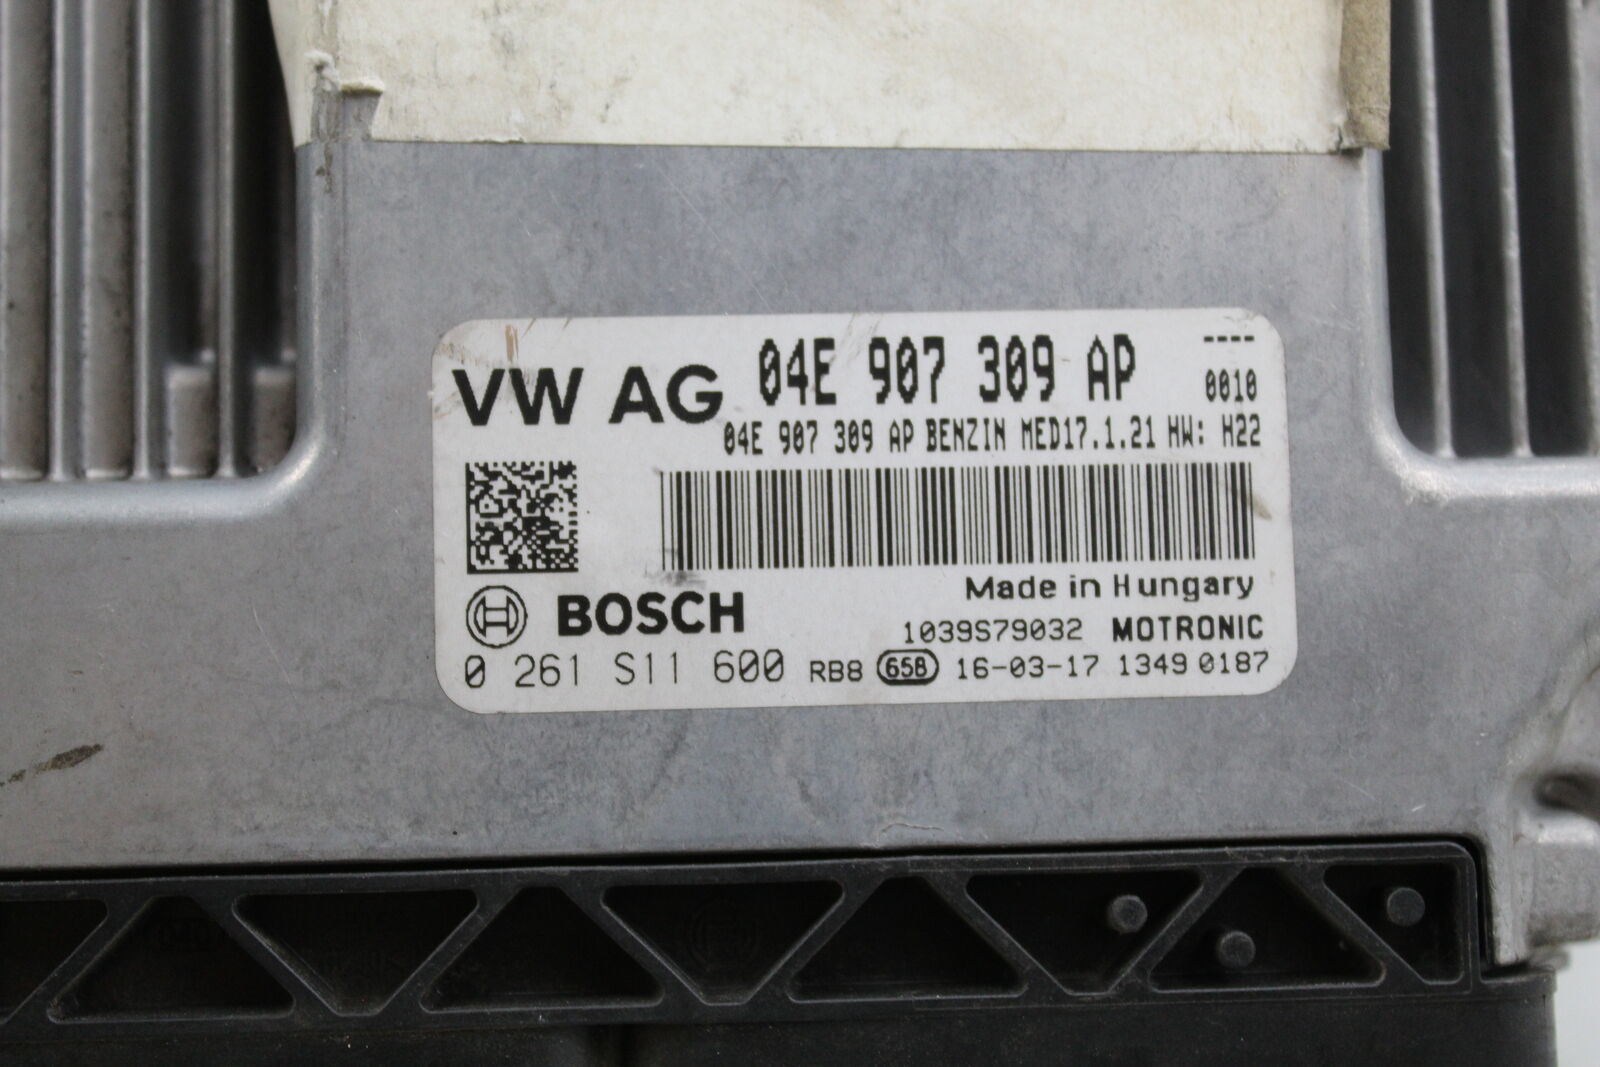 VW AG 04E 907 309 AP ----
0010
04E 907 309 AP BENZIN MED17.1.21 HW: H22
Made in Hungary
BOSCH
1039S79032 MOTRONIC
0 261 S11 600 RB8 658 16-03-17 1349 0187